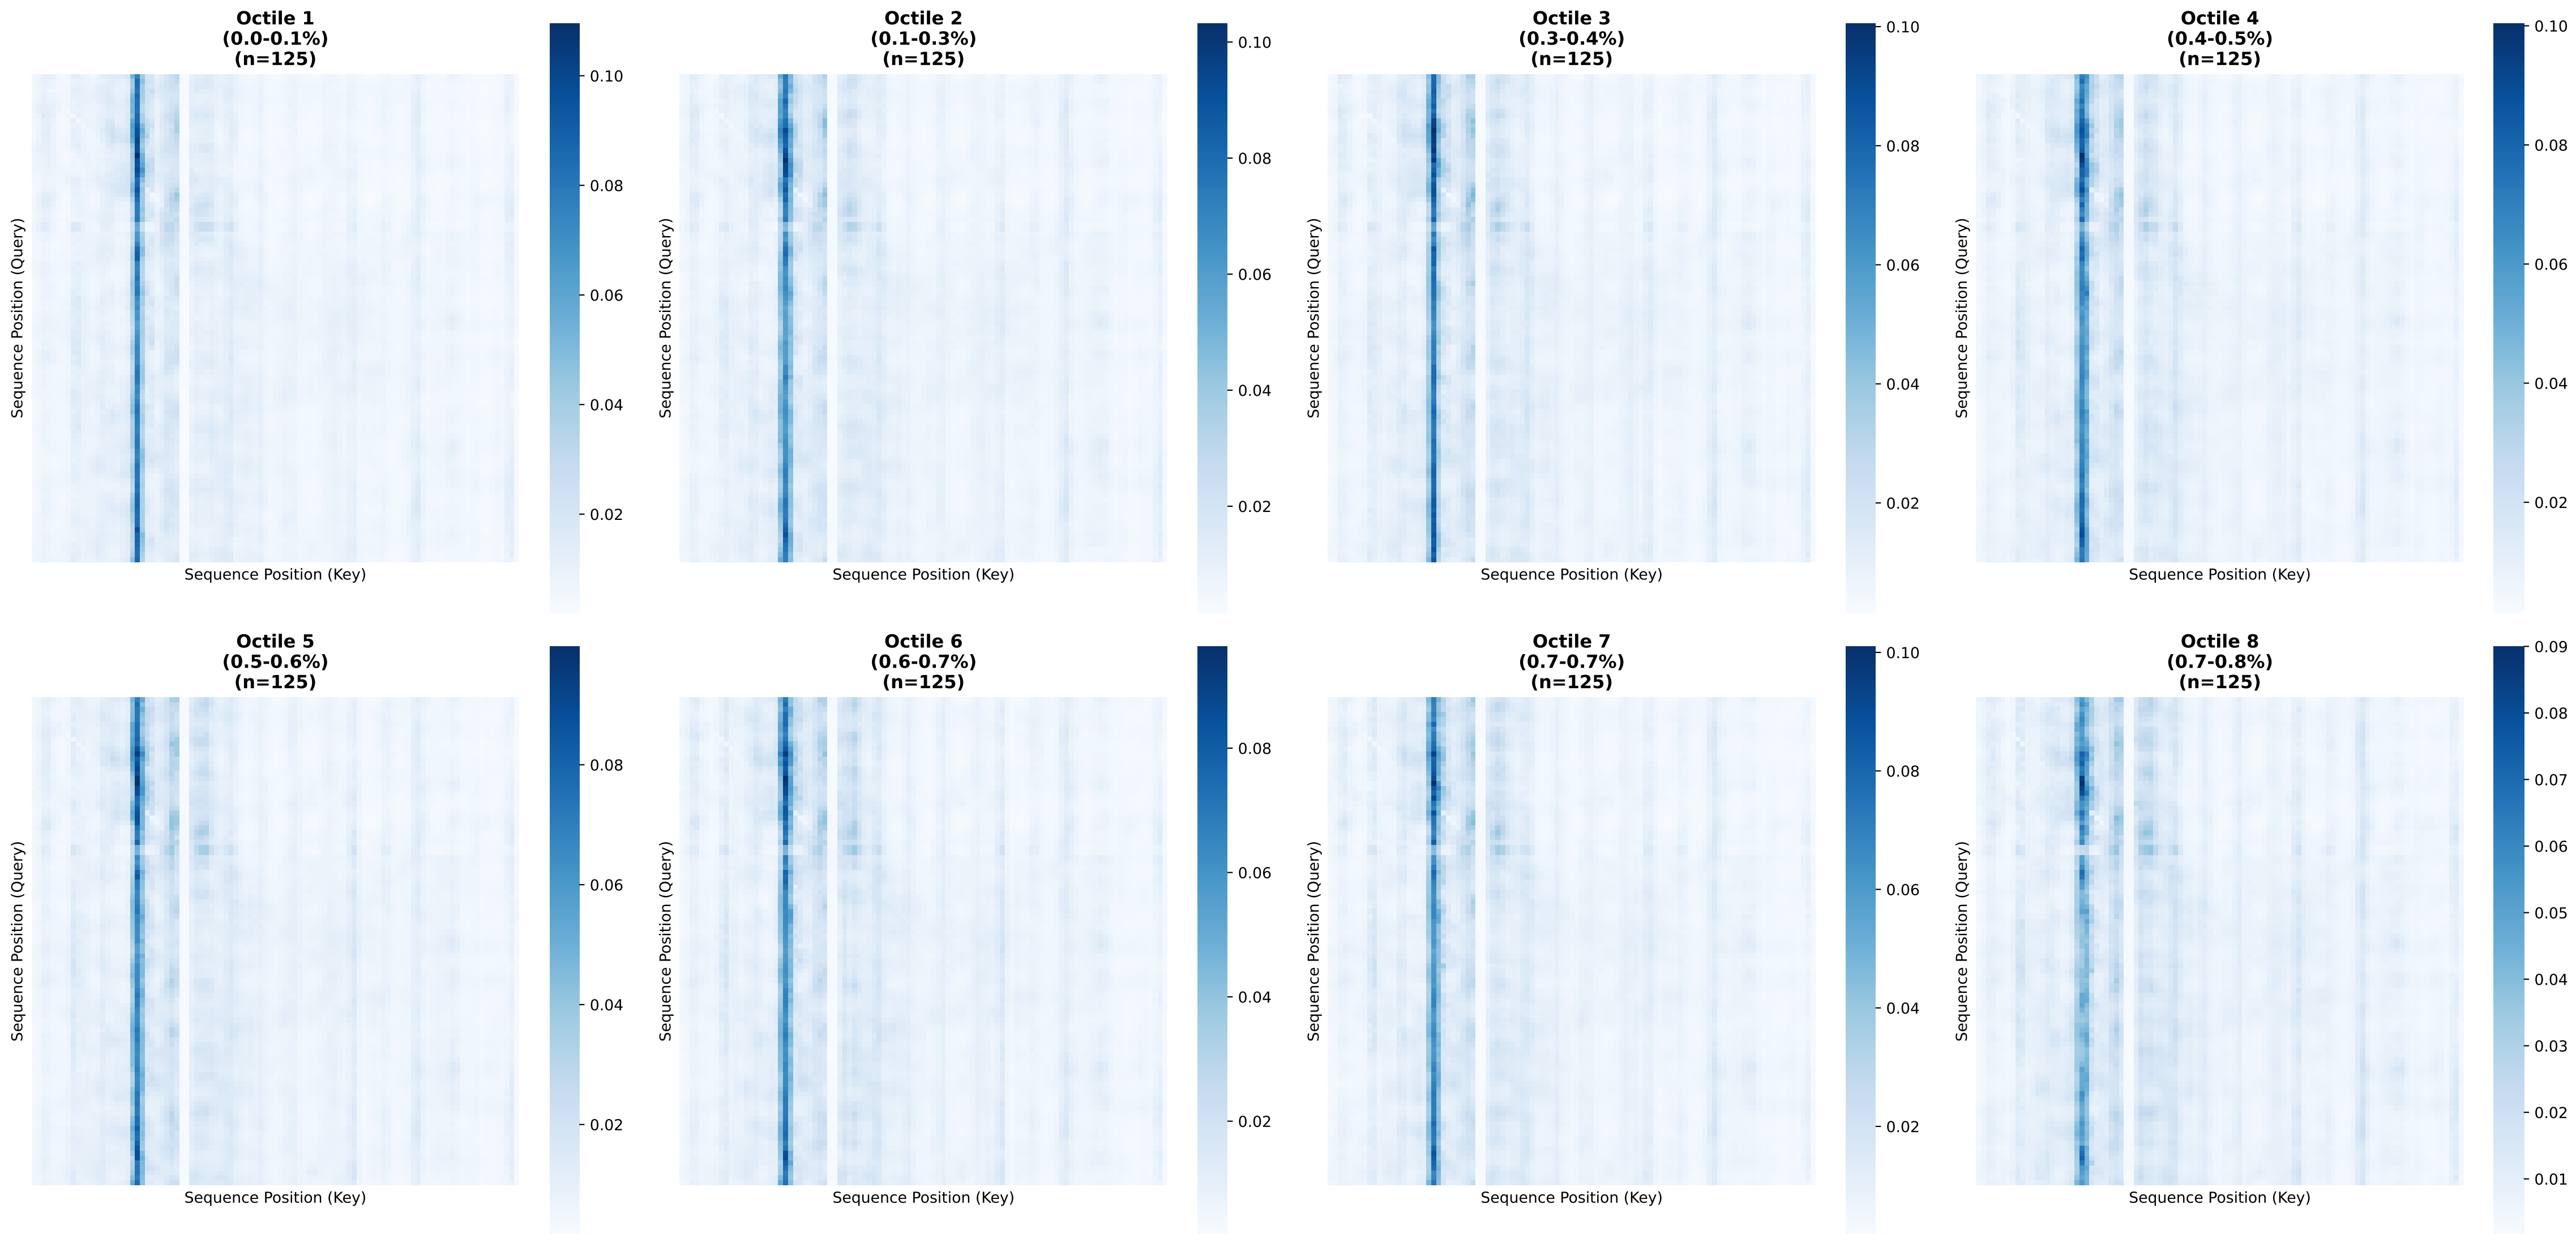 Octile 1
(0.0-0.1%)
(n=125)
Sequence Position (Query)
Sequence Position (Key)
0.10
0.08
0.06
0.04
0.02
Octile 2
(0.1-0.3%)
(n=125)
Sequence Position (Query)
Sequence Position (Key)
0.10
0.08
0.06
0.04
0.02
Octile 3
(0.3-0.4%)
(n=125)
Sequence Position (Query)
Sequence Position (Key)
0.10
0.08
0.06
0.04
0.02
Octile 4
(0.4-0.5%)
(n=125)
Sequence Position (Query)
Sequence Position (Key)
0.10
0.08
0.06
0.04
0.02
Octile 5
(0.5-0.6%)
(n=125)
Sequence Position (Query)
Sequence Position (Key)
0.08
0.06
0.04
0.02
Octile 6
(0.6-0.7%)
(n=125)
Sequence Position (Query)
Sequence Position (Key)
0.08
0.06
0.04
0.02
Octile 7
(0.7-0.7%)
(n=125)
Sequence Position (Query)
Sequence Position (Key)
0.10
0.08
0.06
0.04
0.02
Octile 8
(0.7-0.8%)
(n=125)
Sequence Position (Query)
Sequence Position (Key)
0.09
0.08
0.07
0.06
0.05
0.04
0.03
0.02
0.01